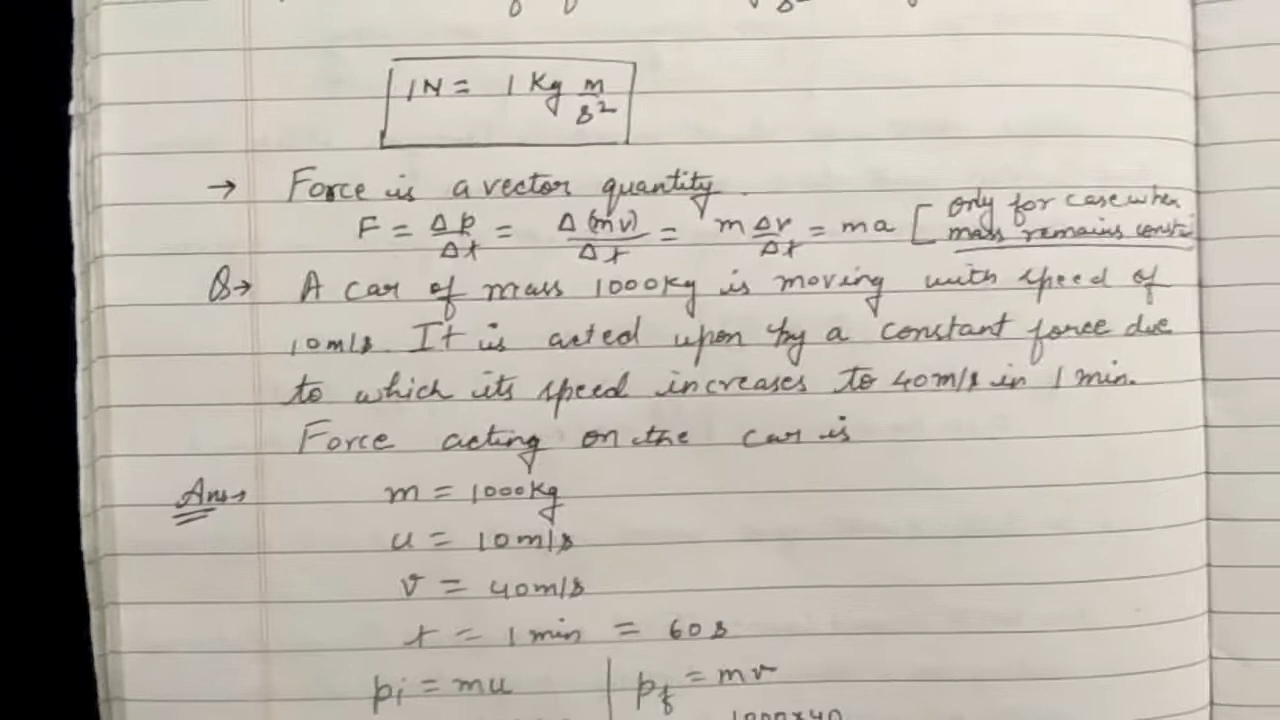 1N = 1 Kg m/s²
→ Force is a vector quantity.
F = Δp/Δt = Δ(mv)/Δt = m Δv/Δt = ma [only for case when
mass remains
Q→ A car of mass 1000kg is moving with speed of
10m/s. It is acted upon by a constant force due
to which its speed increases to 40m/s in 1 min.
Force acting on the car is
Ans→ m = 1000kg
u = 10m/s
v = 40m/s
t = 1 min = 60s
pi = mu | pf = mv
1000×40